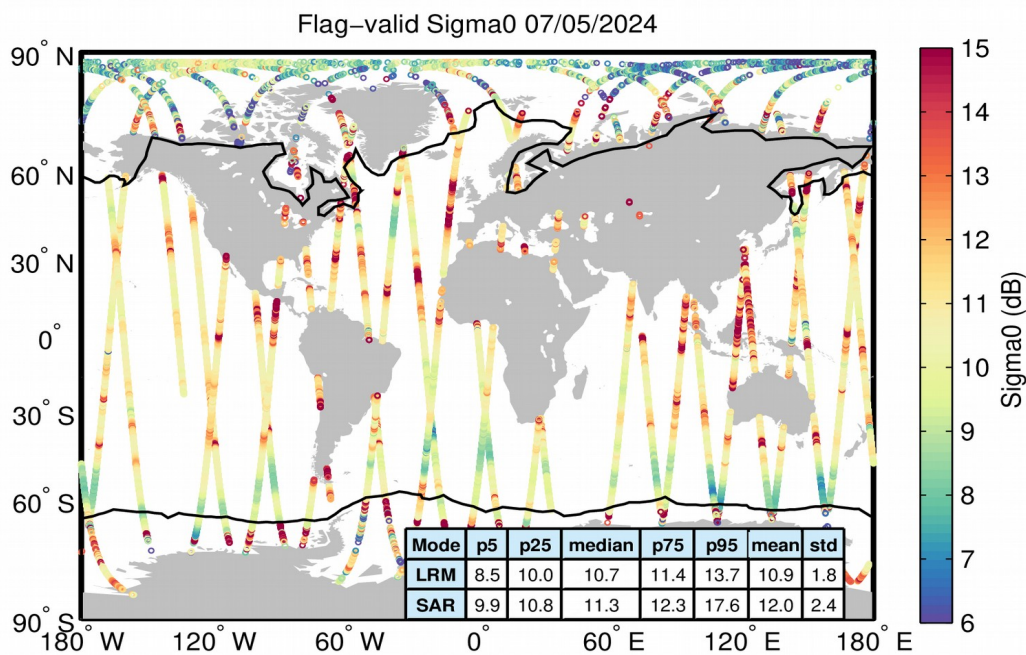 Flag−valid Sigma0 07/05/2024
90° N
60° N
30° N
0°
30° S
60° S
90° S
180° W
120° W
60° W
0°
60° E
120° E
180° E
Mode p5 p25 median p75 p95 mean std
LRM 8.5 10.0 10.7 11.4 13.7 10.9 1.8
SAR 9.9 10.8 11.3 12.3 17.6 12.0 2.4
15
14
13
12
11
10
9
8
7
6
Sigma0 (dB)